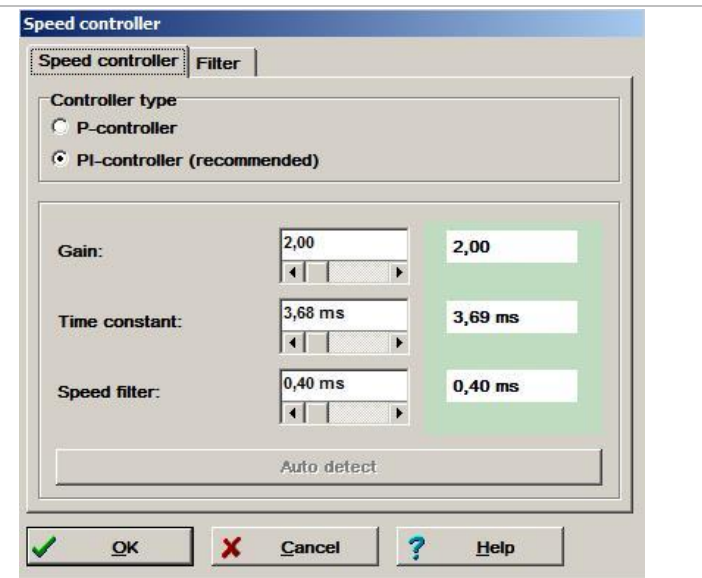 Speed controller
Speed controller Filter
Controller type
P-controller
PI-controller (recommended)
Gain: 2,00 2,00
Time constant: 3,68 ms 3,69 ms
Speed filter: 0,40 ms 0,40 ms
Auto detect
OK Cancel ? Help